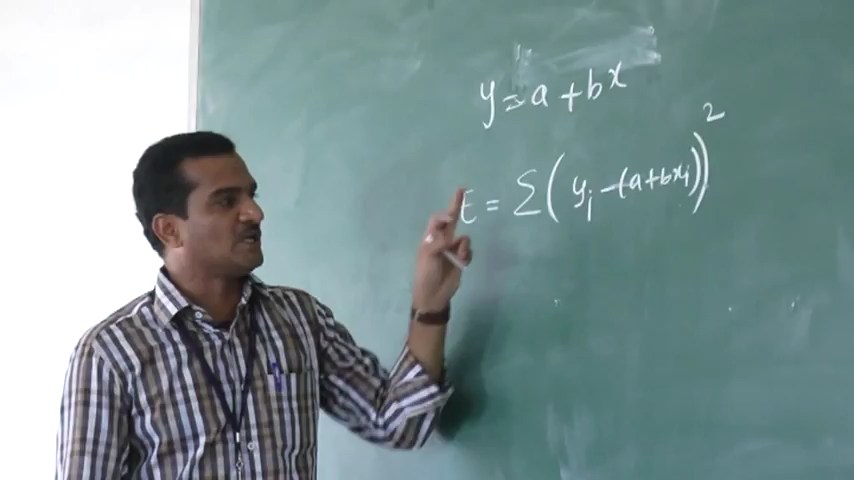 y = a + bx
E = Σ(yᵢ - (a+bxᵢ))²